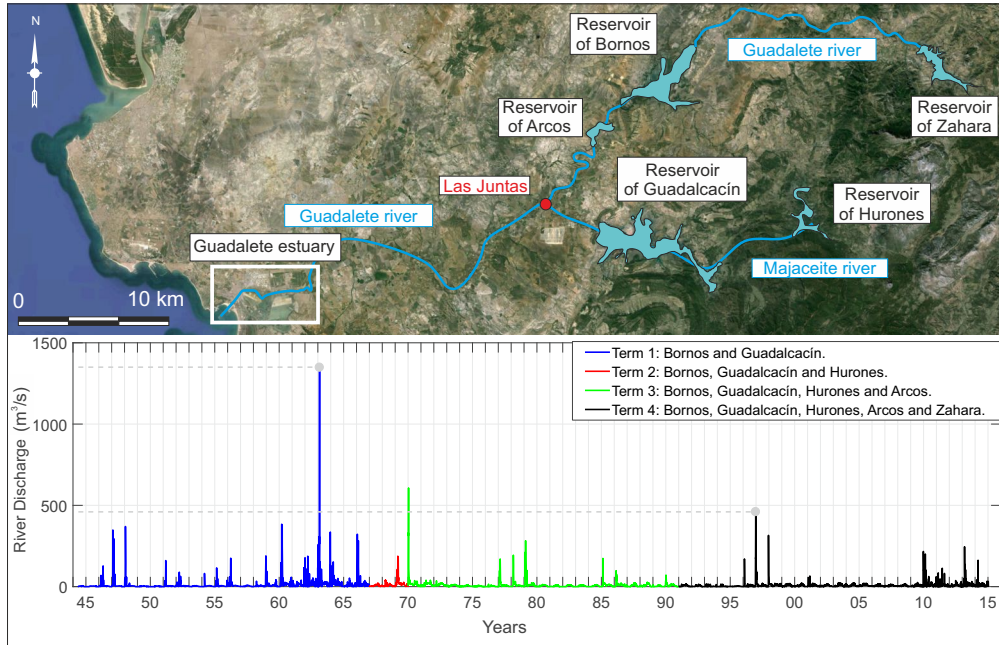 N
Reservoir
of Bornos
Guadalete river
Reservoir
of Arcos
Reservoir
of Zahara
Reservoir
of Guadalcacín
Las Juntas
Reservoir
of Hurones
Guadalete river
Guadalete estuary
Majaceite river
0 10 km
1500
1000
500
0
River Discharge (m³/s)
Term 1: Bornos and Guadalcacín.
Term 2: Bornos, Guadalcacín and Hurones.
Term 3: Bornos, Guadalcacín, Hurones and Arcos.
Term 4: Bornos, Guadalcacín, Hurones, Arcos and Zahara.
45 50 55 60 65 70 75 80 85 90 95 00 05 10 15
Years